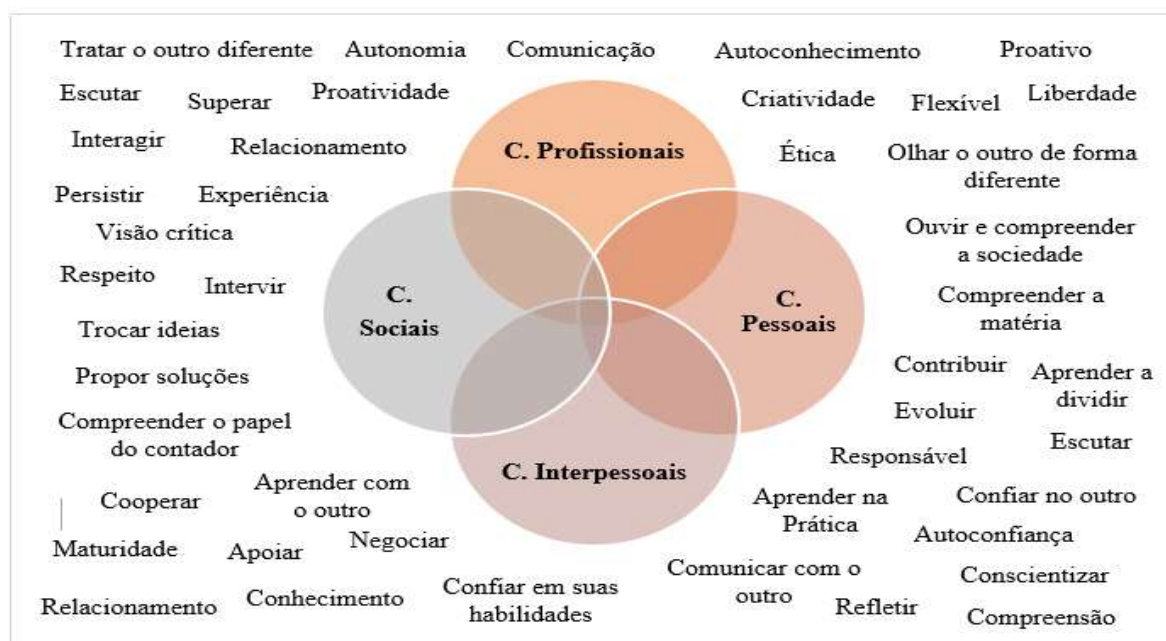 Tratar o outro diferente
Autonomia
Comunicação
Autoconhecimento
Proativo
Escutar
Superar
Proatividade
Criatividade
Flexível
Liberdade
Interagir
Relacionamento
C. Profissionais
Ética
Olhar o outro de forma
diferente
Persistir
Experiência
Visão crítica
Ouvir e compreender
a sociedade
Respeito
Intervir
C.
Sociais
C.
Pessoais
Compreender a
matéria
Trocar ideias
Propor soluções
Contribuir
Aprender a
dividir
Compreender o papel
do contador
Evoluir
Escutar
C. Interpessoais
Responsável
Cooperar
Aprender com
o outro
Aprender na
Prática
Confiar no outro
Maturidade
Apoiar
Negociar
Autoconfiança
Relacionamento
Conhecimento
Confiar em suas
habilidades
Comunicar com o
outro
Refletir
Conscientizar
Compreensão